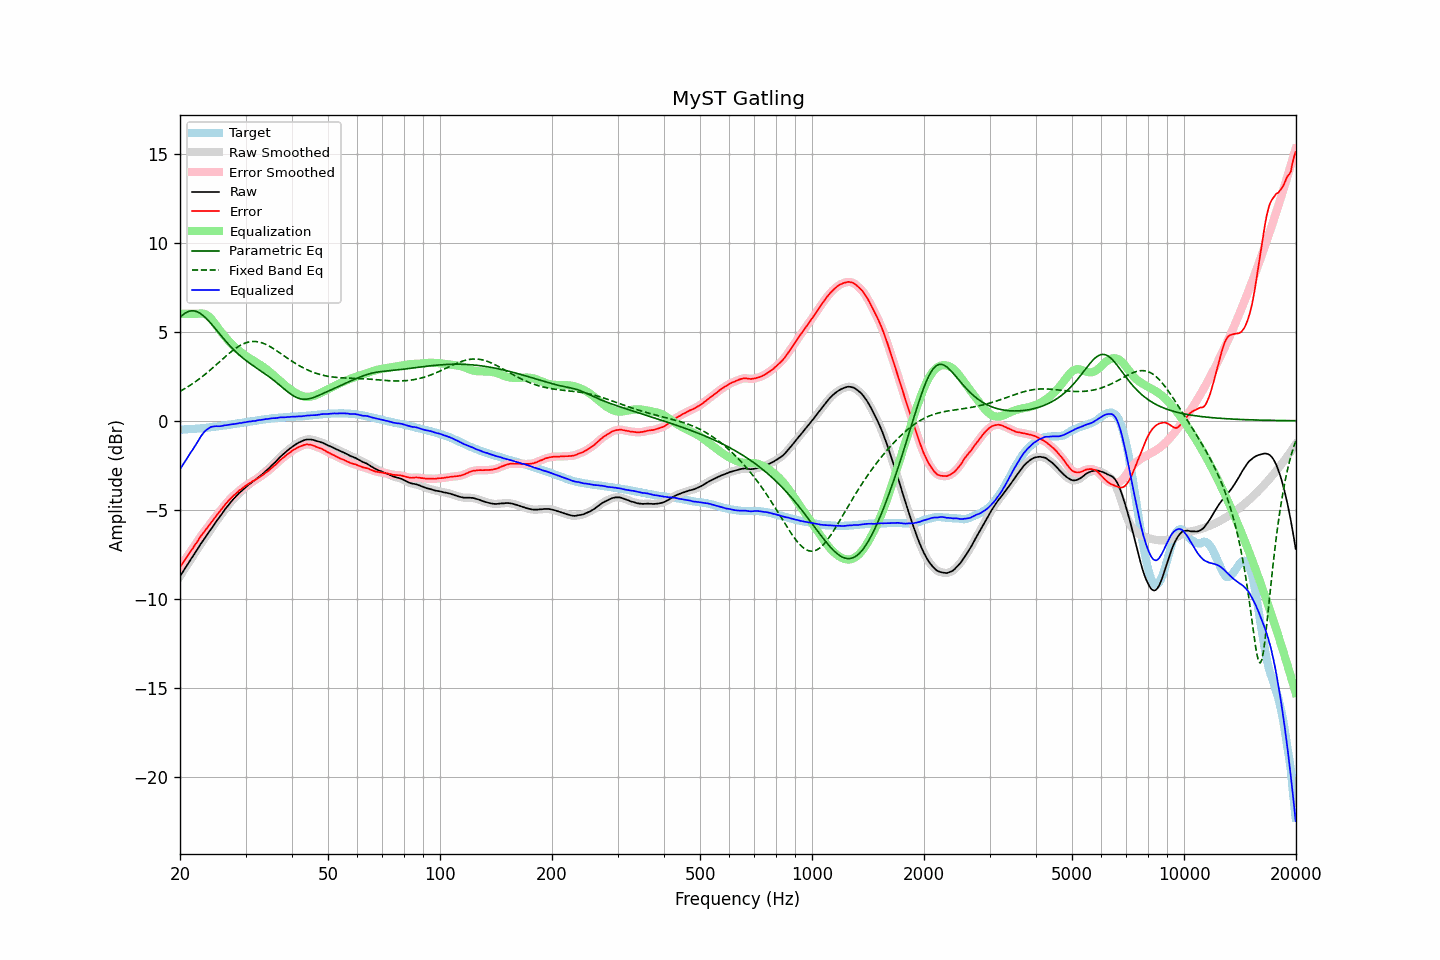 MyST Gatling
Target
Raw Smoothed
Error Smoothed
Raw
Error
Equalization
Parametric Eq
Fixed Band Eq
Equalized
15
10
5
0
−5
−10
−15
−20
Amplitude (dBr)
20 50 100 200 500 1000 2000 5000 10000 20000
Frequency (Hz)